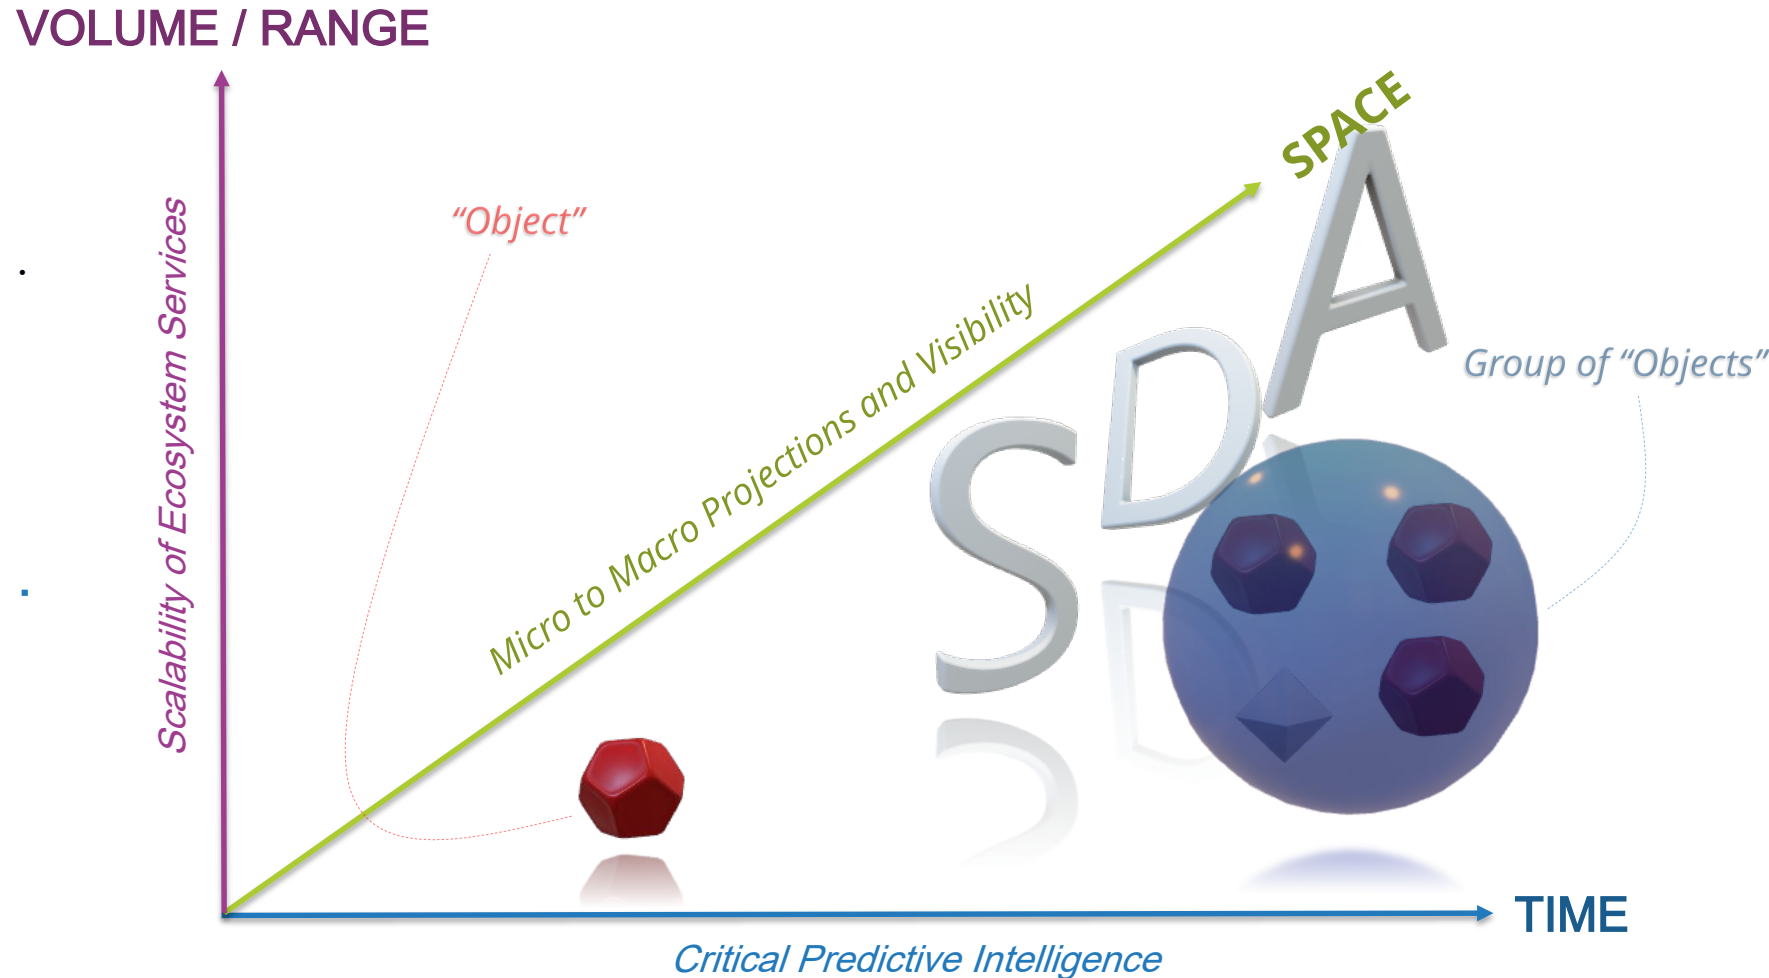 VOLUME / RANGE
SPACE
“Object”
Scalability of Ecosystem Services
Micro to Macro Projections and Visibility
S D A
Group of “Objects”
TIME
Critical Predictive Intelligence